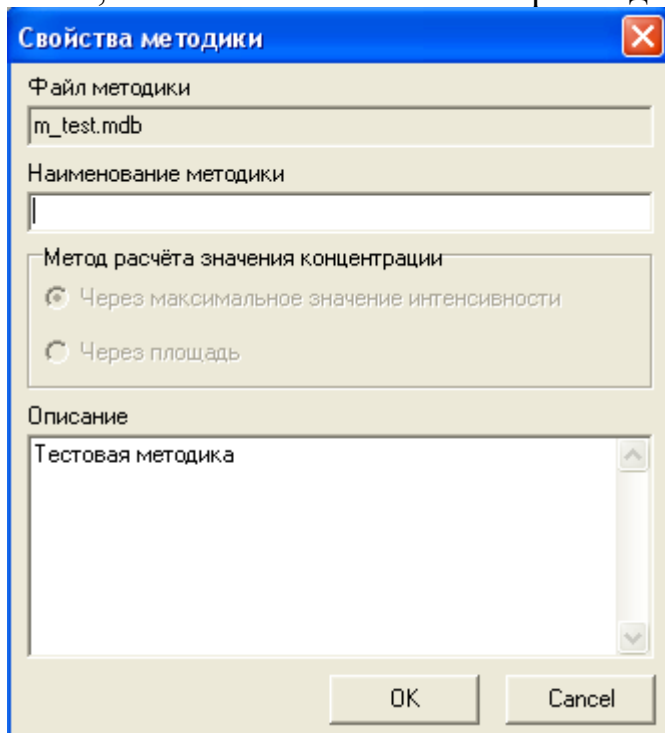 Свойства методики
Файл методики
m_test.mdb
Наименование методики
Метод расчёта значения концентрации
Через максимальное значение интенсивности
Через площадь
Описание
Тестовая методика
OK
Cancel